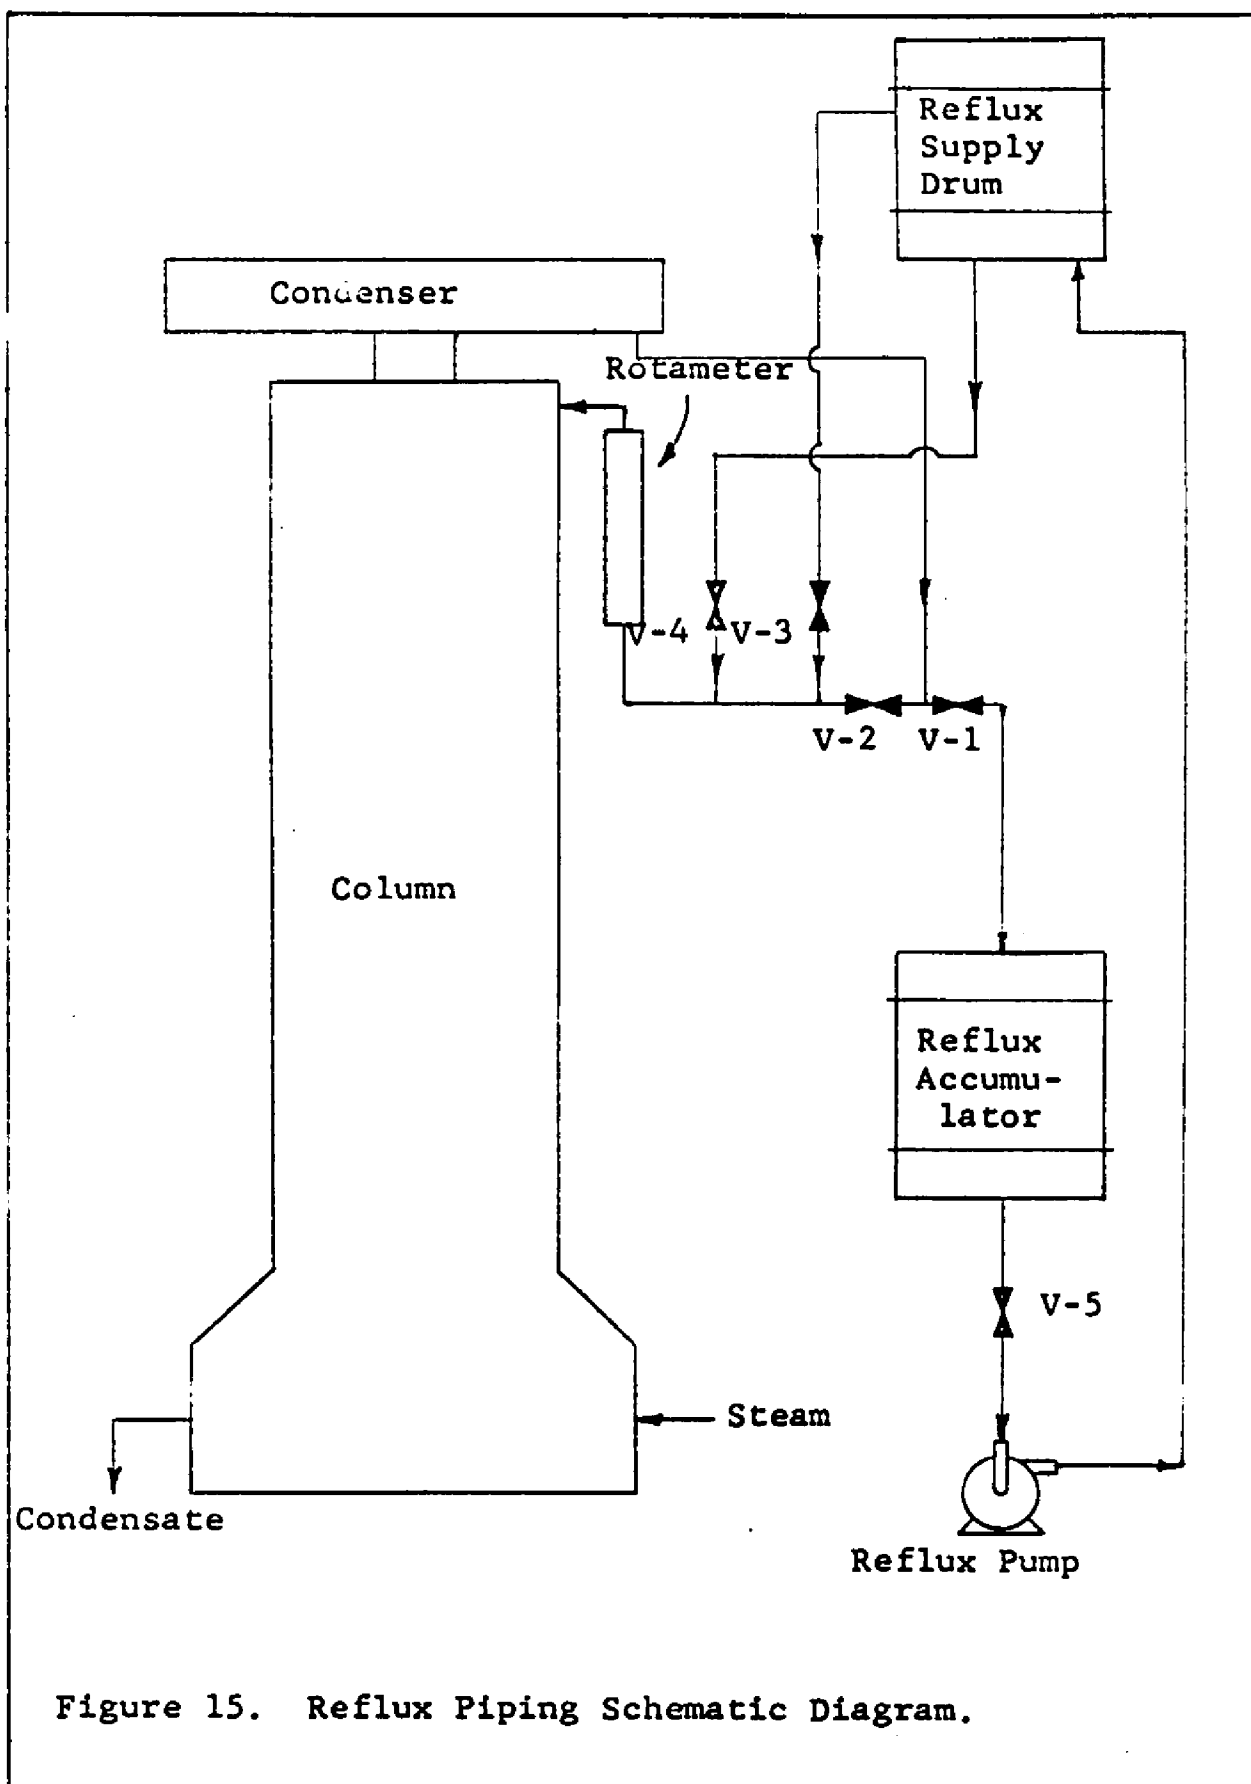 Reflux
Supply
Drum
Condenser
Rotameter
V-4
V-3
V-2
V-1
Column
Reflux
Accumu-
lator
V-5
Steam
Condensate
Reflux Pump
Figure 15. Reflux Piping Schematic Diagram.